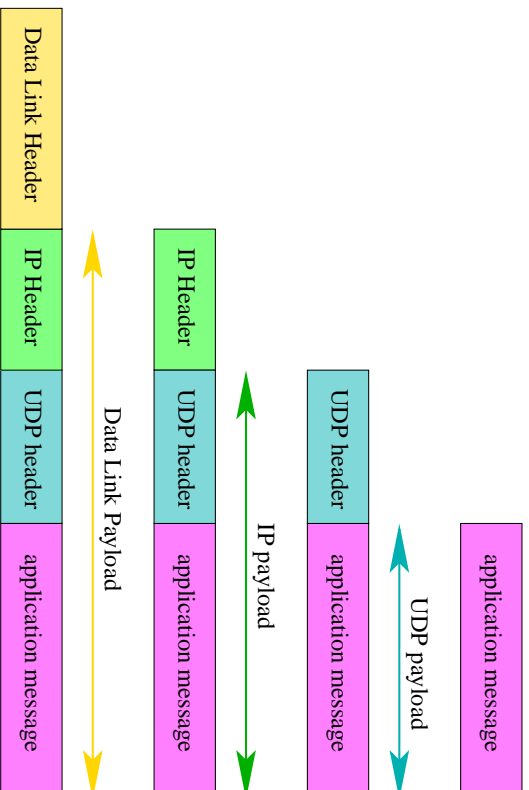 application message
UDP payload
UDP header application message
IP payload
IP Header UDP header application message
Data Link Payload
Data Link Header IP Header UDP header application message